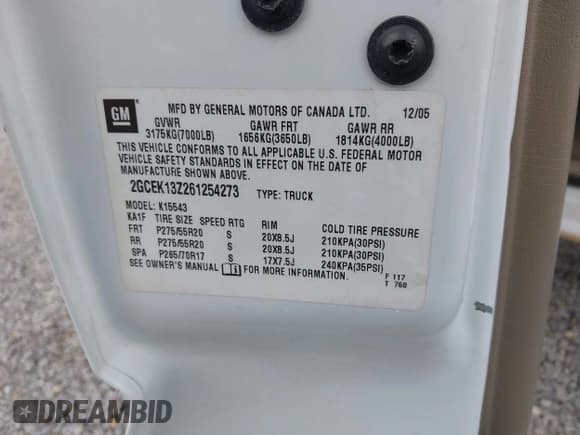 GM
MFD BY GENERAL MOTORS OF CANADA LTD. 12/05
GVWR GAWR FRT GAWR RR
3175KG(7000LB) 1656KG(3650LB) 1814KG(4000LB)
THIS VEHICLE CONFORMS TO ALL APPLICABLE U.S. FEDERAL MOTOR
VEHICLE SAFETY STANDARDS IN EFFECT ON THE DATE OF
MANUFACTURE SHOWN ABOVE.
2GCEK13Z261254273 TYPE: TRUCK
MODEL: K15543
KA1F TIRE SIZE SPEED RTG RIM COLD TIRE PRESSURE
FRT P275/55R20 S 20X8.5J 210KPA(30PSI)
RR P275/55R20 S 20X8.5J 210KPA(30PSI)
SPA P265/70R17 S 17X7.5J 240KPA(35PSI)
SEE OWNER'S MANUAL FOR MORE INFORMATION.
F 117
T 760
DREAMBID